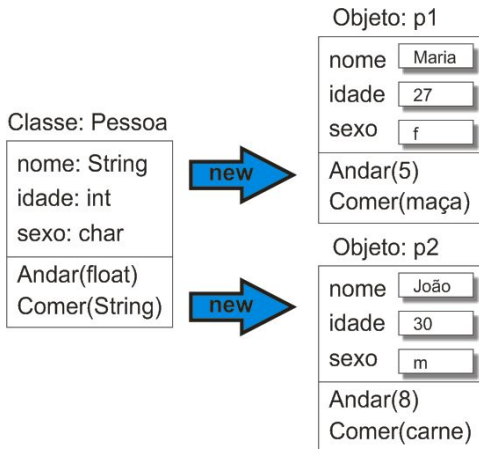 Classe: Pessoa
nome: String
idade: int
sexo: char
Andar(float)
Comer(String)
new
new
Objeto: p1
nome Maria
idade 27
sexo f
Andar(5)
Comer(maça)
Objeto: p2
nome João
idade 30
sexo m
Andar(8)
Comer(carne)